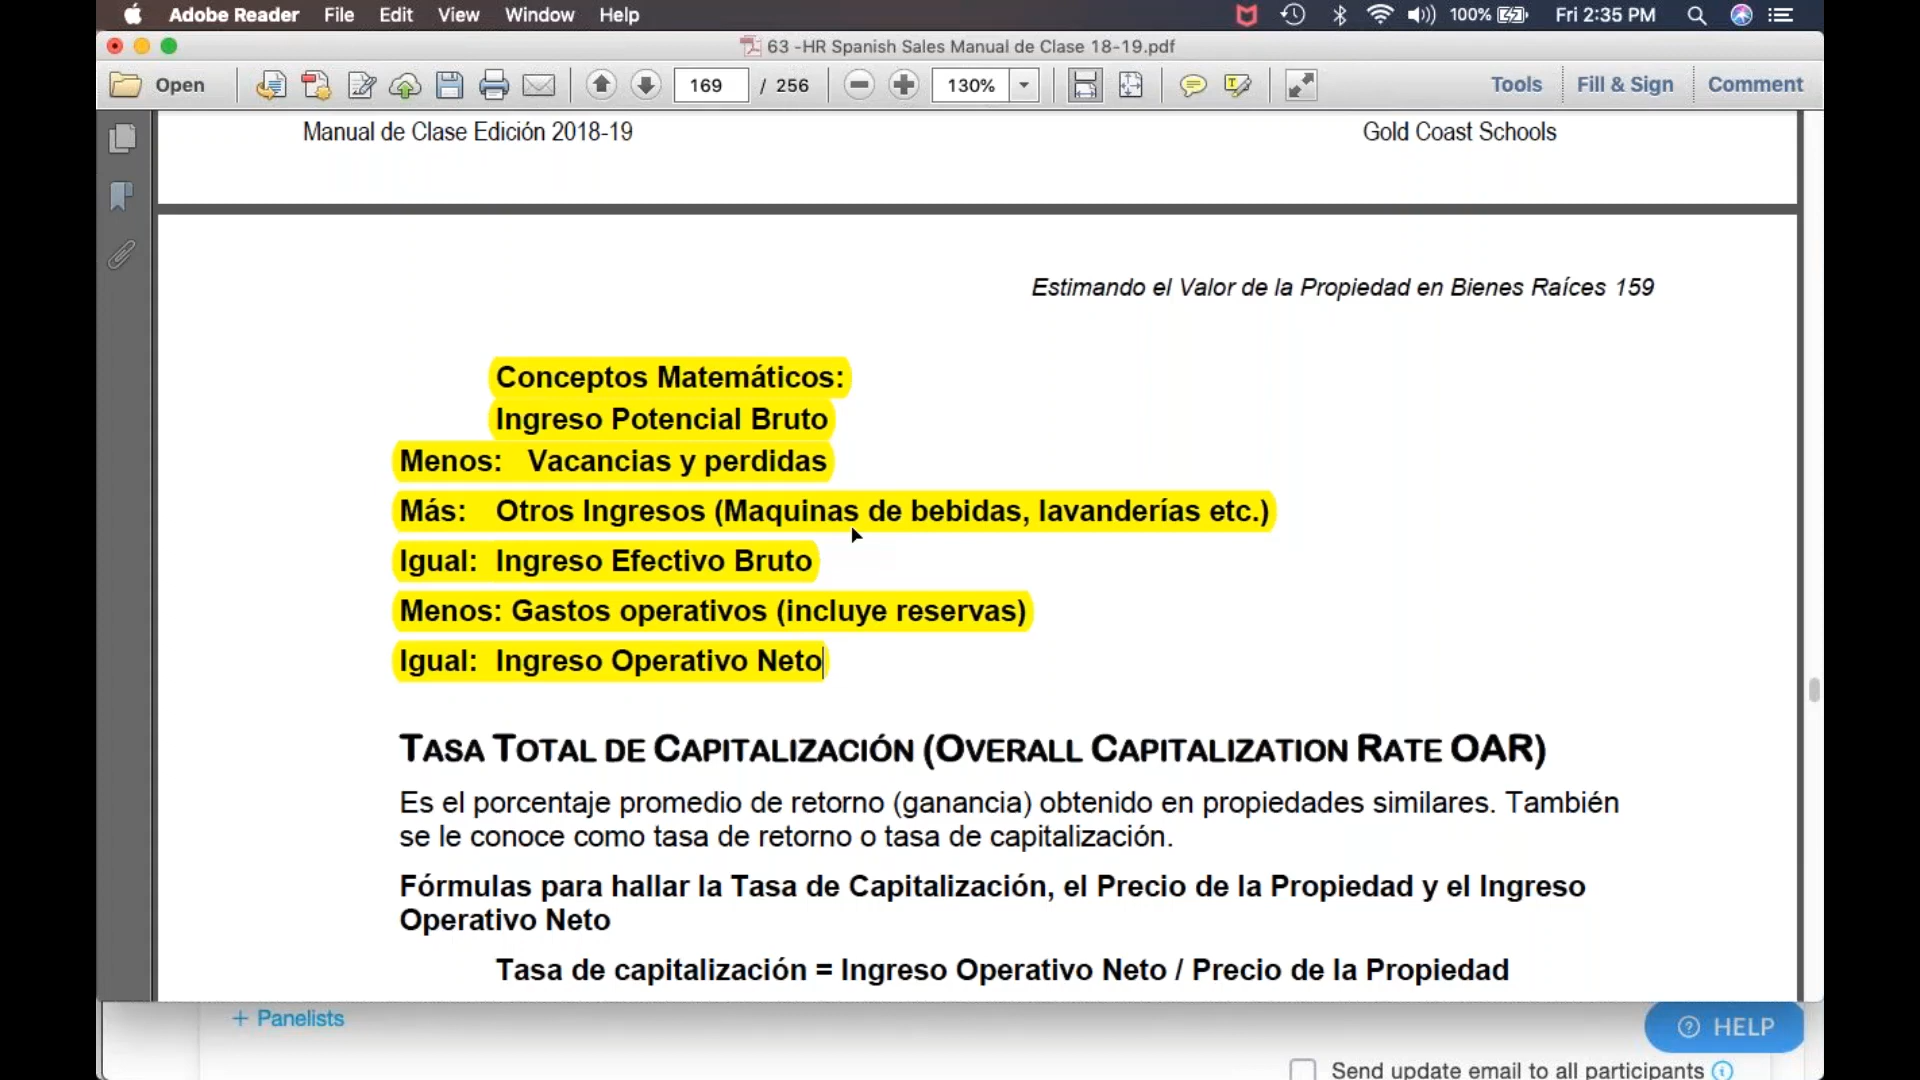 Adobe Reader File Edit View Window Help 100% Fri 2:35 PM
63 -HR Spanish Sales Manual de Clase 18-19.pdf
Open 169 / 256 130% Tools Fill & Sign Comment
Manual de Clase Edición 2018-19 Gold Coast Schools
Estimando el Valor de la Propiedad en Bienes Raíces 159
Conceptos Matemáticos:
Ingreso Potencial Bruto
Menos: Vacancias y perdidas
Más: Otros Ingresos (Maquinas de bebidas, lavanderías etc.)
Igual: Ingreso Efectivo Bruto
Menos: Gastos operativos (incluye reservas)
Igual: Ingreso Operativo Neto
TASA TOTAL DE CAPITALIZACIÓN (OVERALL CAPITALIZATION RATE OAR)
Es el porcentaje promedio de retorno (ganancia) obtenido en propiedades similares. También
se le conoce como tasa de retorno o tasa de capitalización.
Fórmulas para hallar la Tasa de Capitalización, el Precio de la Propiedad y el Ingreso
Operativo Neto
Tasa de capitalización = Ingreso Operativo Neto / Precio de la Propiedad
+ Panelists
HELP
Send update email to all participants